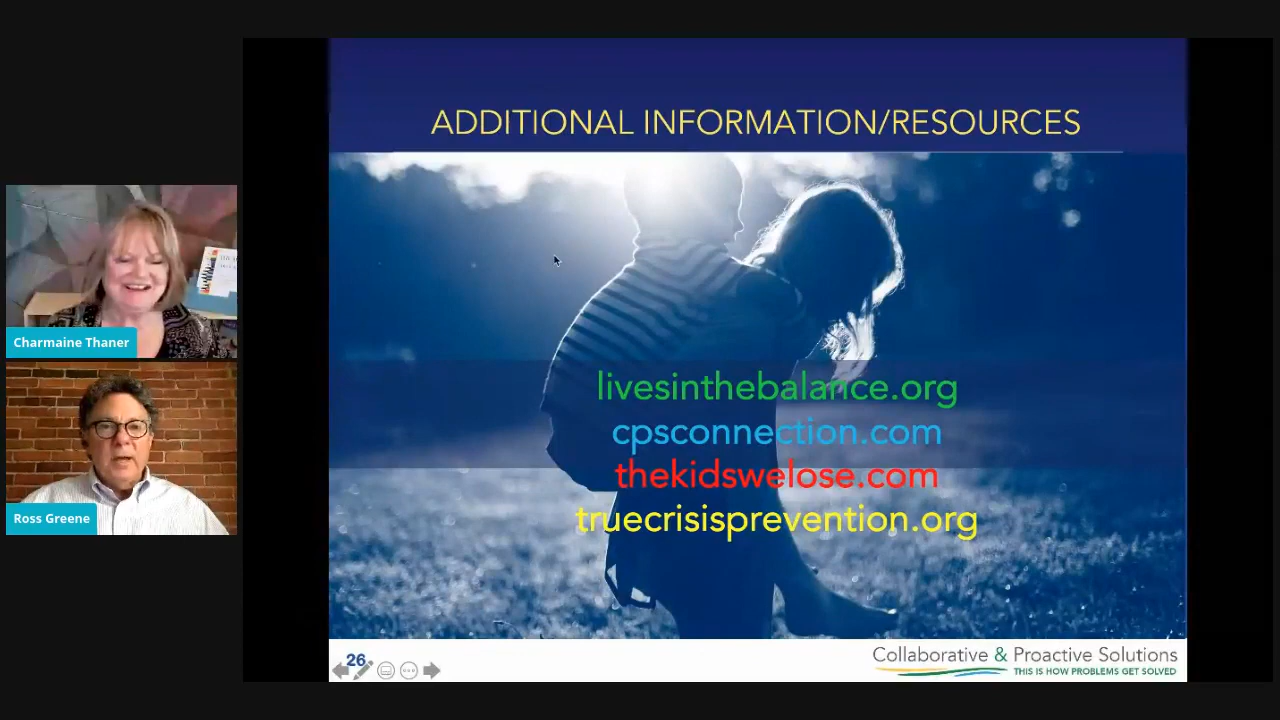 ADDITIONAL INFORMATION/RESOURCES
Charmaine Thaner
Ross Greene
livesinthebalance.org
cpsconnection.com
thekidswelose.com
truecrisisprevention.org
26
Collaborative & Proactive Solutions
THIS IS HOW PROBLEMS GET SOLVED